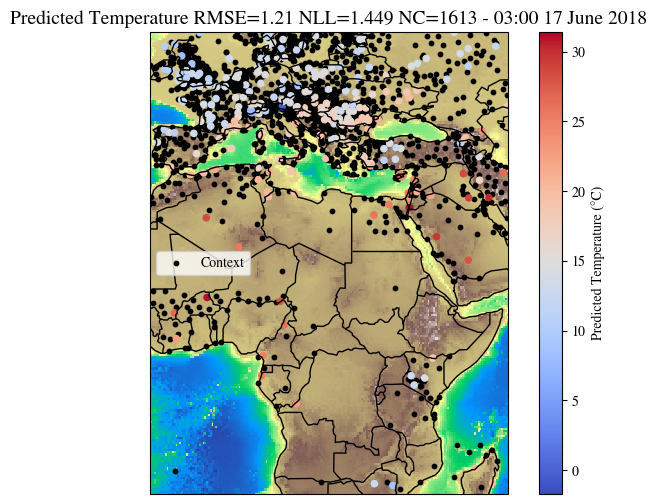 Predicted Temperature RMSE=1.21 NLL=1.449 NC=1613 - 03:00 17 June 2018
Context
30
25
20
15
10
5
0
Predicted Temperature (°C)